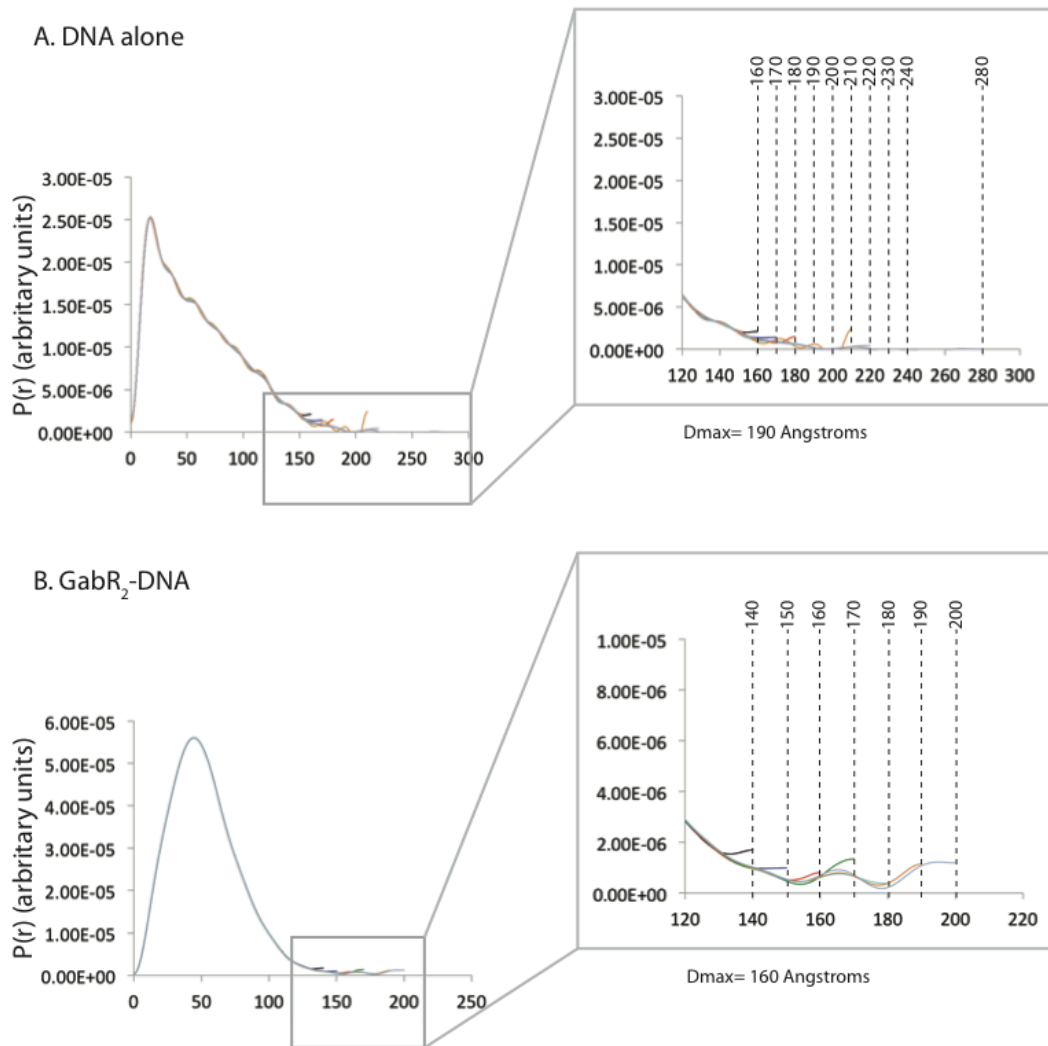 A. DNA alone
P(r) (arbritary units)
3.00E-05
2.50E-05
2.00E-05
1.50E-05
1.00E-05
5.00E-06
0.00E+00
0 50 100 150 200 250 300
-160
-170
-180
-190
-200
-210
-220
-230
-240
-280
3.00E-05
2.50E-05
2.00E-05
1.50E-05
1.00E-05
5.00E-06
0.00E+00
120 140 160 180 200 220 240 260 280 300
Dmax= 190 Angstroms
B. GabR₂-DNA
P(r) (arbritary units)
6.00E-05
5.00E-05
4.00E-05
3.00E-05
2.00E-05
1.00E-05
0.00E+00
0 50 100 150 200 250
-140
-150
-160
-170
-180
-190
-200
1.00E-05
8.00E-06
6.00E-06
4.00E-06
2.00E-06
0.00E+00
120 140 160 180 200 220
Dmax= 160 Angstroms